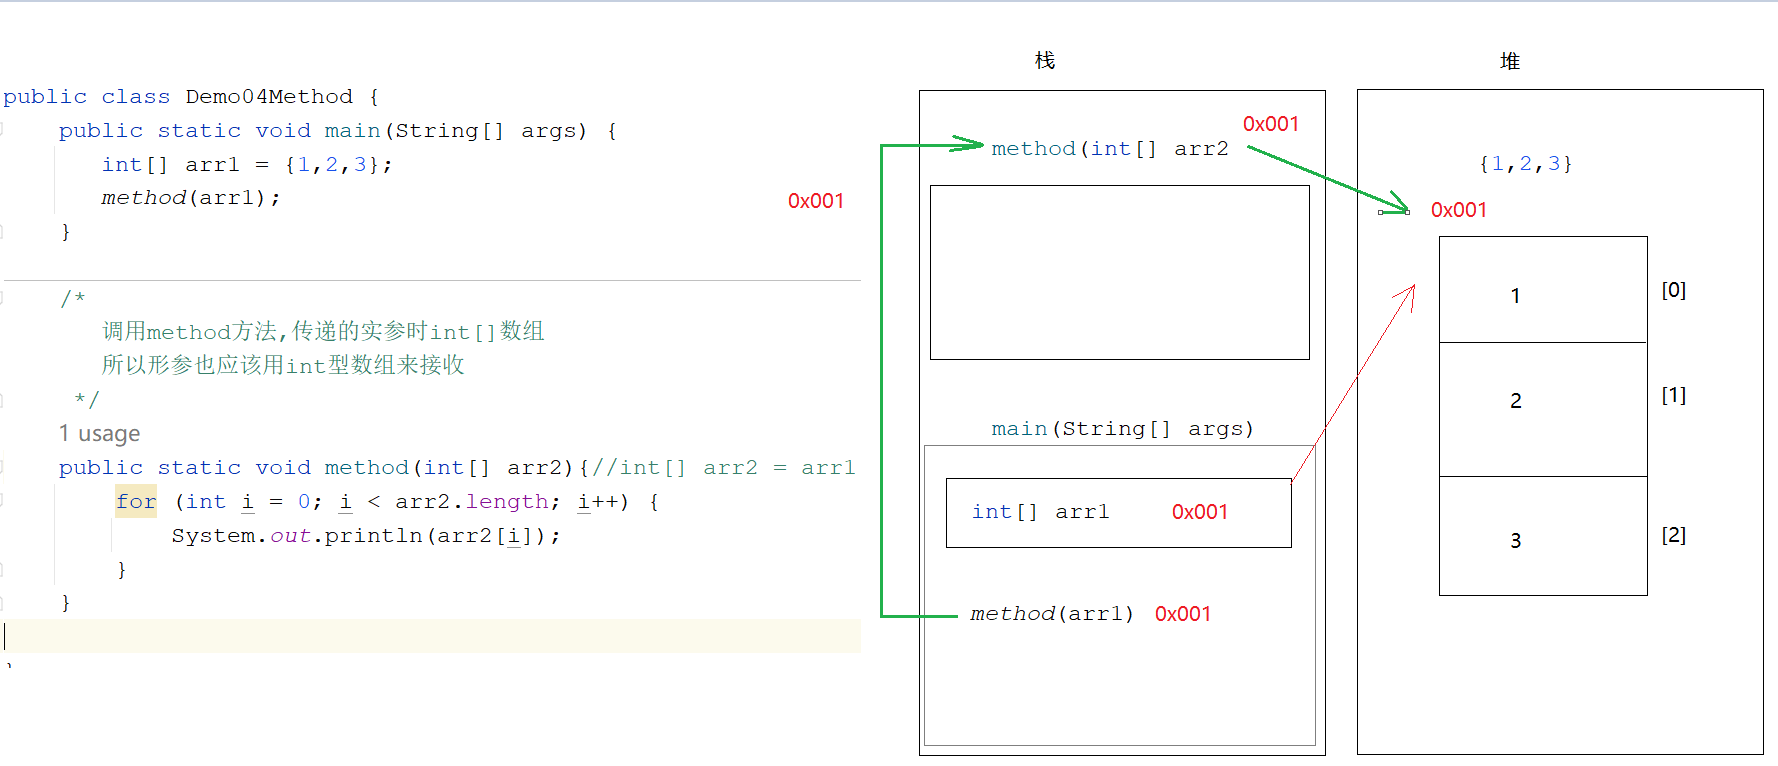 public class Demo04Method {
public static void main(String[] args) {
int[] arr1 = {1,2,3};
method(arr1);
0x001
}
/*
调用method方法,传递的实参时int[]数组
所以形参也应该用int型数组来接收
*/
1 usage
public static void method(int[] arr2){//int[] arr2 = arr1
for (int i = 0; i < arr2.length; i++) {
System.out.println(arr2[i]);
}
}
栈
0x001
method(int[] arr2
main(String[] args)
int[] arr1 0x001
method(arr1) 0x001
堆
{1,2,3}
0x001
1 [0]
2 [1]
3 [2]